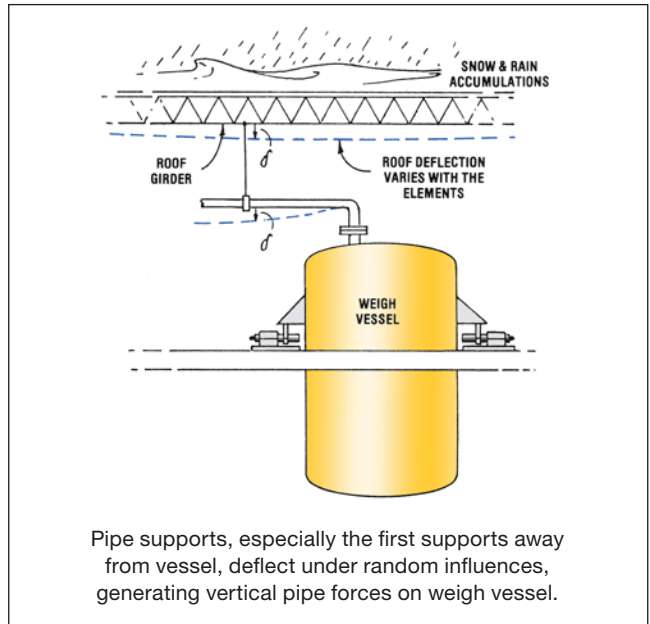 SNOW & RAIN
ACCUMULATIONS
ROOF
GIRDER
δ
ROOF DEFLECTION
VARIES WITH THE
ELEMENTS
δ
WEIGH
VESSEL
Pipe supports, especially the first supports away
from vessel, deflect under random influences,
generating vertical pipe forces on weigh vessel.